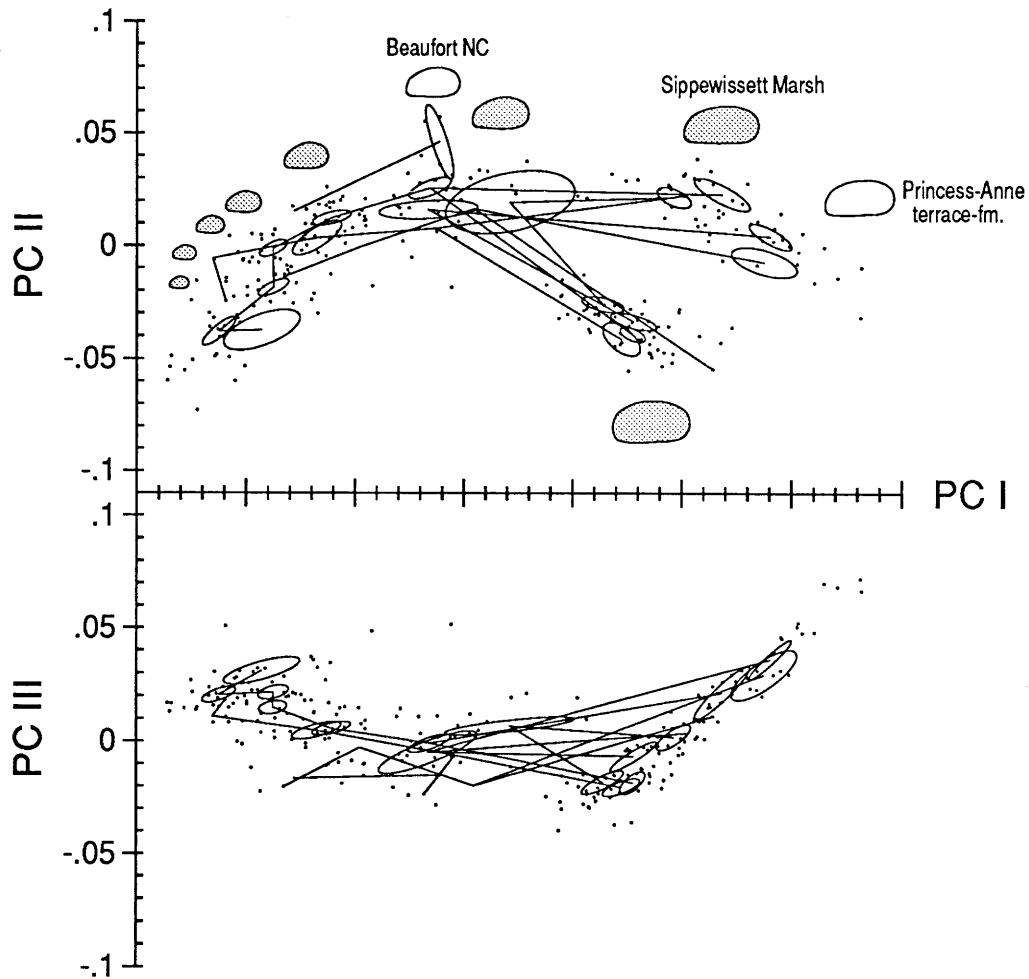 .1
Beaufort NC
Sippewissett Marsh
.05
Princess-Anne
terrace-fm.
PC II
0
-.05
-.1
PC I
.1
.05
PC III
0
-.05
-.1